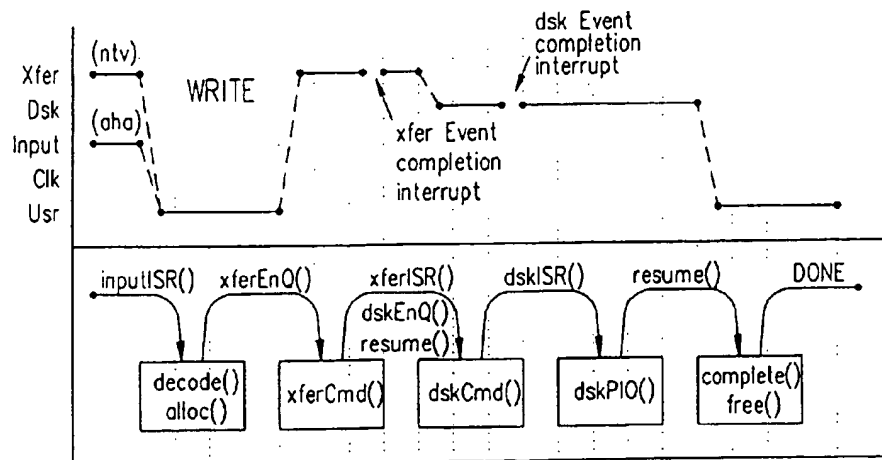 dsk Event
completion
interrupt
(ntv)
Xfer
WRITE
Dsk
(aha)
Input
xfer Event
completion
interrupt
Clk
Usr
inputISR()
xferEnQ()
xferISR()
dskEnQ()
resume()
dskISR()
resume()
DONE
decode()
alloc()
xferCmd()
dskCmd()
dskPIO()
complete()
free()